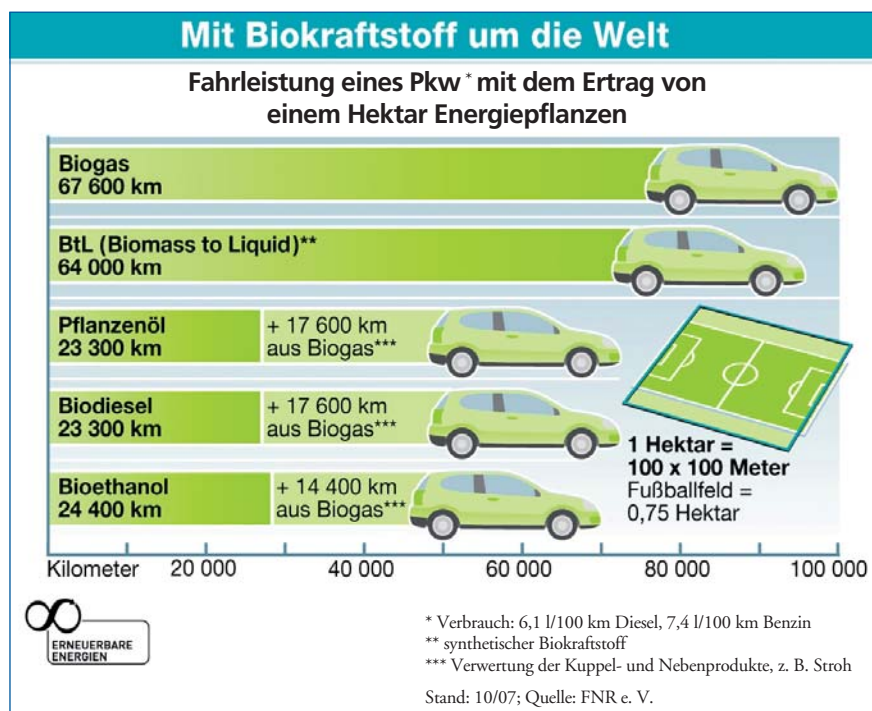 Mit Biokraftstoff um die Welt
Fahrleistung eines Pkw * mit dem Ertrag von
einem Hektar Energiepflanzen
Biogas
67 600 km
BtL (Biomass to Liquid)**
64 000 km
Pflanzenöl
23 300 km
+ 17 600 km
aus Biogas***
Biodiesel
23 300 km
+ 17 600 km
aus Biogas***
Bioethanol
24 400 km
+ 14 400 km
aus Biogas***
1 Hektar =
100 x 100 Meter
Fußballfeld =
0,75 Hektar
Kilometer 20 000 40 000 60 000 80 000 100 000
ERNEUERBARE
ENERGIEN
* Verbrauch: 6,1 l/100 km Diesel, 7,4 l/100 km Benzin
** synthetischer Biokraftstoff
*** Verwertung der Kuppel- und Nebenprodukte, z. B. Stroh
Stand: 10/07; Quelle: FNR e. V.